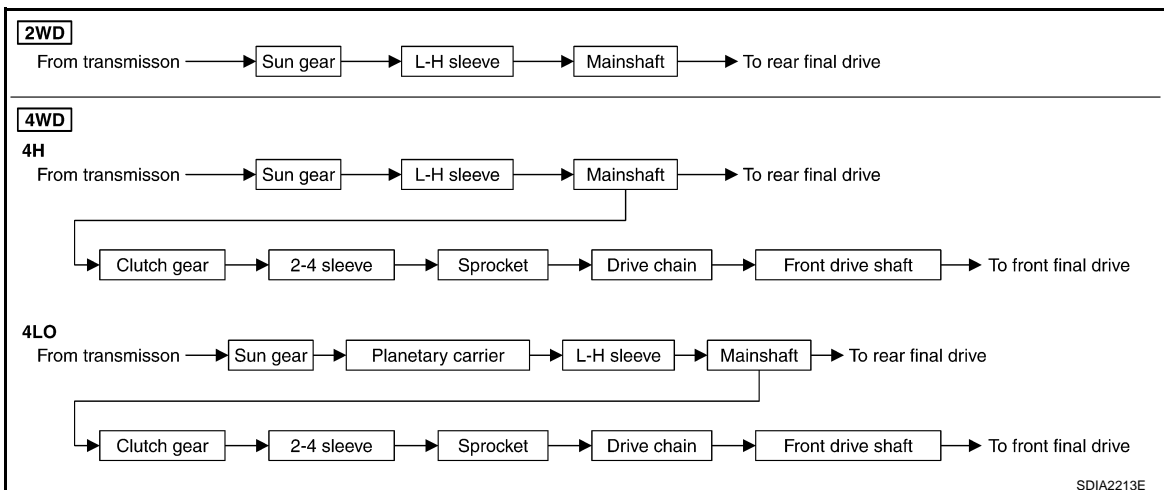 2WD
From transmisson Sun gear L-H sleeve Mainshaft To rear final drive
4WD
4H
From transmisson Sun gear L-H sleeve Mainshaft To rear final drive
Clutch gear 2-4 sleeve Sprocket Drive chain Front drive shaft To front final drive
4LO
From transmisson Sun gear Planetary carrier L-H sleeve Mainshaft To rear final drive
Clutch gear 2-4 sleeve Sprocket Drive chain Front drive shaft To front final drive
SDIA2213E